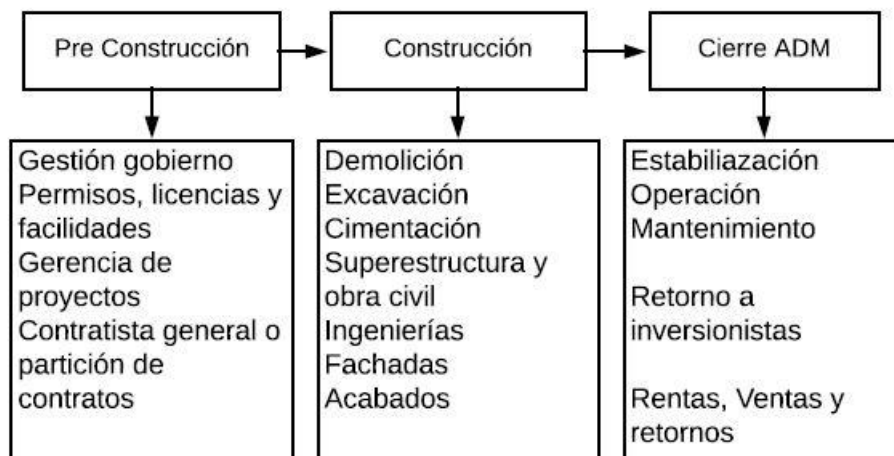 Pre Construcción
Construcción
Cierre ADM
Gestión gobierno
Permisos, licencias y
facilidades
Gerencia de
proyectos
Contratista general o
partición de
contratos
Demolición
Excavación
Cimentación
Superestructura y
obra civil
Ingenierías
Fachadas
Acabados
Estabiliazación
Operación
Mantenimiento
Retorno a
inversionistas
Rentas, Ventas y
retornos